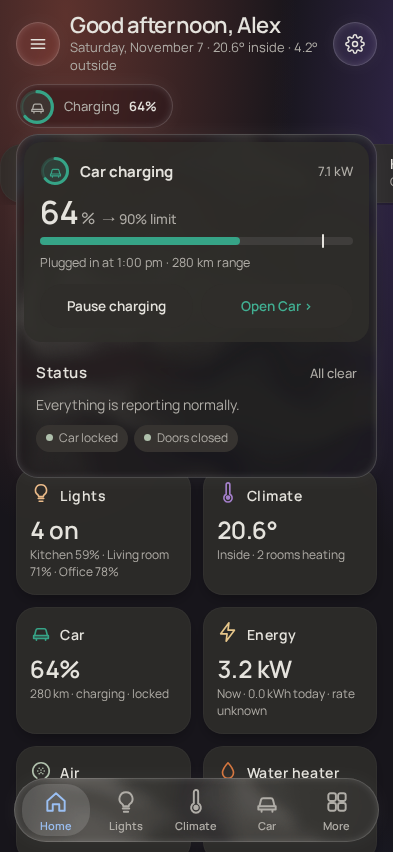 Good afternoon, Alex
Saturday, November 7 · 20.6° inside · 4.2°
outside
Charging 64%
Car charging 7.1 kW
64 % → 90% limit
Plugged in at 1:00 pm · 280 km range
Pause charging Open Car ›
Status All clear
Everything is reporting normally.
Car locked Doors closed
Lights
4 on
Kitchen 59% · Living room
71% · Office 78%
Climate
20.6°
Inside · 2 rooms heating
Car
64%
280 km · charging · locked
Energy
3.2 kW
Now · 0.0 kWh today · rate
unknown
Air
Water heater
Home Lights Climate Car More